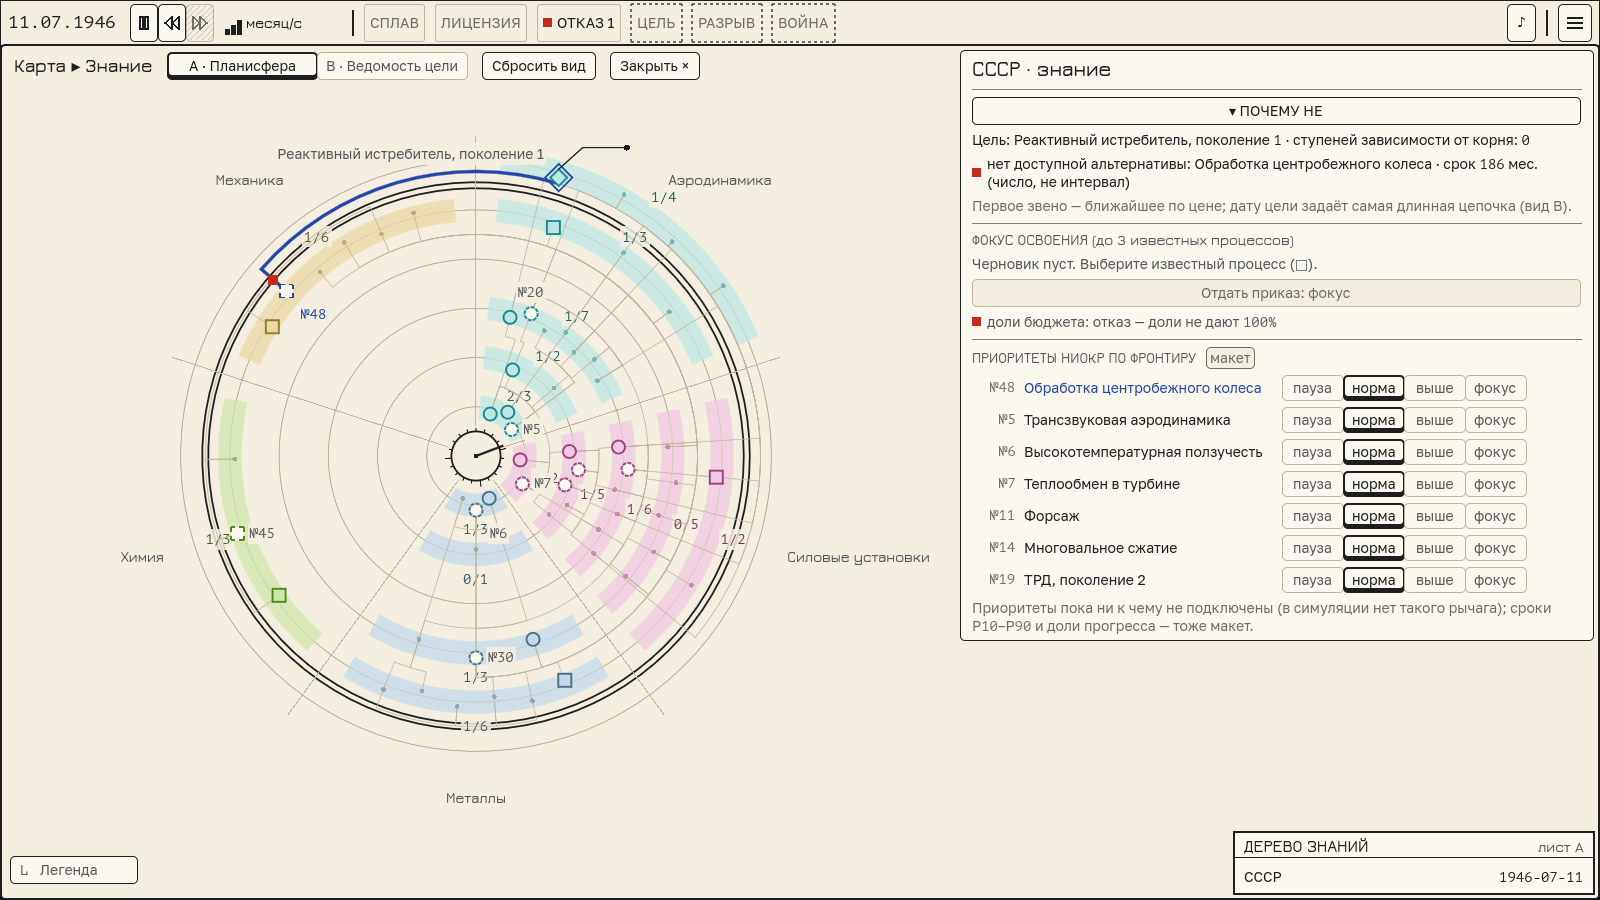 11.07.1946
месяц/с
СПЛАВ
ЛИЦЕНЗИЯ
ОТКАЗ 1
ЦЕЛЬ
РАЗРЫВ
ВОЙНА
♪
Карта ▸ Знание
А · Планисфера
В · Ведомость цели
Сбросить вид
Закрыть ×
Реактивный истребитель, поколение 1
Механика
Аэродинамика
1/4
1/6
1/3
№20
№48
1/7
1/2
2/3
№5
№7
1/5
1/3
№6
1/6
0/5
1/2
1/3
№45
Химия
Силовые установки
0/1
№30
1/3
1/6
Металлы
L Легенда
СССР · знание
▾ ПОЧЕМУ НЕ
Цель: Реактивный истребитель, поколение 1 · ступеней зависимости от корня: 0
нет доступной альтернативы: Обработка центробежного колеса · срок 186 мес.
(число, не интервал)
Первое звено — ближайшее по цене; дату цели задаёт самая длинная цепочка (вид В).
ФОКУС ОСВОЕНИЯ (до 3 известных процессов)
Черновик пуст. Выберите известный процесс (□).
Отдать приказ: фокус
доли бюджета: отказ — доли не дают 100%
ПРИОРИТЕТЫ НИОКР ПО ФРОНТИРУ макет
№48 Обработка центробежного колеса пауза норма выше фокус
№5 Трансзвуковая аэродинамика пауза норма выше фокус
№6 Высокотемпературная ползучесть пауза норма выше фокус
№7 Теплообмен в турбине пауза норма выше фокус
№11 Форсаж пауза норма выше фокус
№14 Многовальное сжатие пауза норма выше фокус
№19 ТРД, поколение 2 пауза норма выше фокус
Приоритеты пока ни к чему не подключены (в симуляции нет такого рычага); сроки
P10–P90 и доли прогресса — тоже макет.
ДЕРЕВО ЗНАНИЙ лист А
СССР 1946-07-11